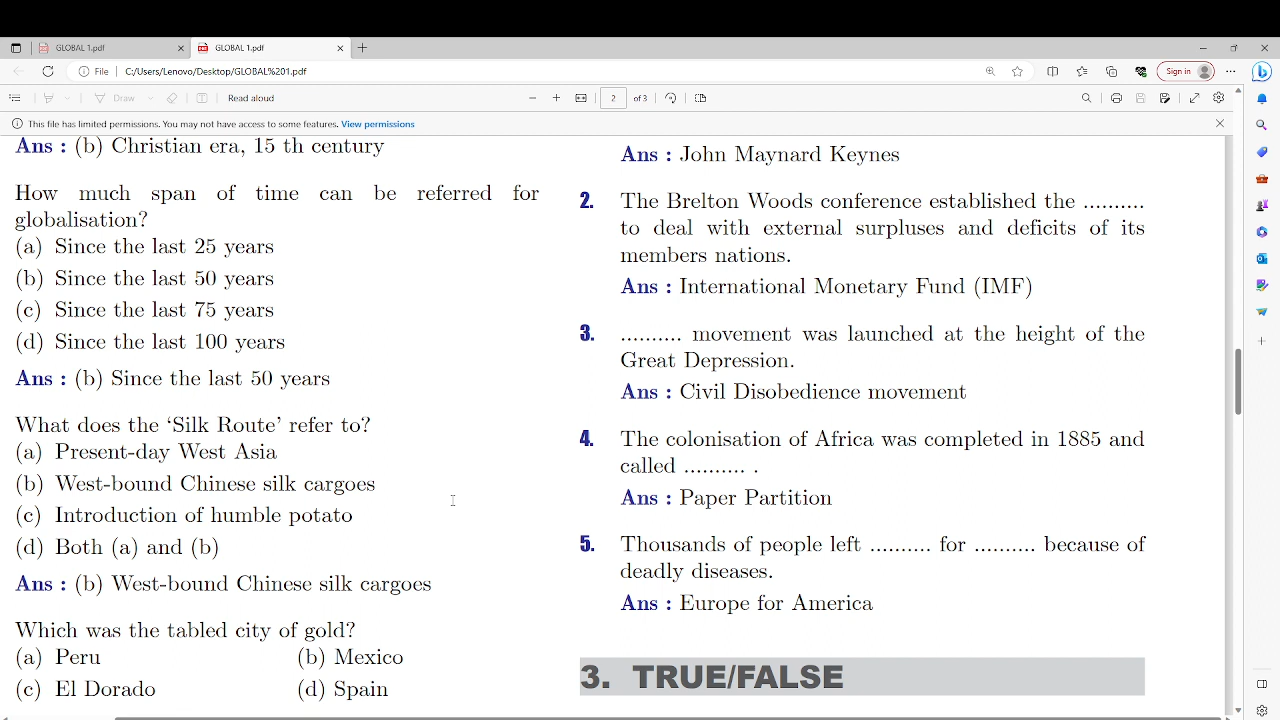 GLOBAL 1.pdf
GLOBAL 1.pdf
File
C:/Users/Lenovo/Desktop/GLOBAL%201.pdf
Sign in
Draw
Read aloud
2
of 3
This file has limited permissions. You may not have access to some features. View permissions
Ans : (b) Christian era, 15 th century
How much span of time can be referred for
globalisation?
(a) Since the last 25 years
(b) Since the last 50 years
(c) Since the last 75 years
(d) Since the last 100 years
Ans : (b) Since the last 50 years
What does the ‘Silk Route’ refer to?
(a) Present-day West Asia
(b) West-bound Chinese silk cargoes
(c) Introduction of humble potato
(d) Both (a) and (b)
Ans : (b) West-bound Chinese silk cargoes
Which was the tabled city of gold?
(a) Peru (b) Mexico
(c) El Dorado (d) Spain
Ans : John Maynard Keynes
2. The Brelton Woods conference established the ..........
to deal with external surpluses and deficits of its
members nations.
Ans : International Monetary Fund (IMF)
3. .......... movement was launched at the height of the
Great Depression.
Ans : Civil Disobedience movement
4. The colonisation of Africa was completed in 1885 and
called .......... .
Ans : Paper Partition
5. Thousands of people left .......... for .......... because of
deadly diseases.
Ans : Europe for America
3. TRUE/FALSE